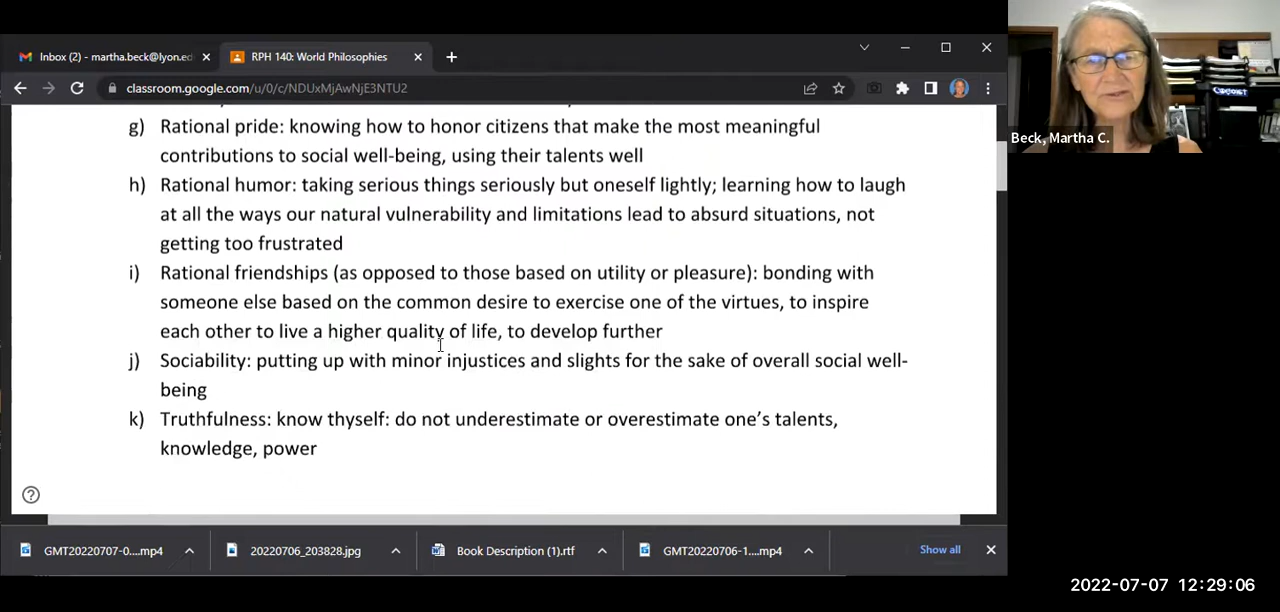 Inbox (2) - martha.beck@lyon.ed
RPH 140: World Philosophies
classroom.google.com/u/0/c/NDUxMjAwNjE3NTU2
g) Rational pride: knowing how to honor citizens that make the most meaningful
contributions to social well-being, using their talents well
h) Rational humor: taking serious things seriously but oneself lightly; learning how to laugh
at all the ways our natural vulnerability and limitations lead to absurd situations, not
getting too frustrated
i) Rational friendships (as opposed to those based on utility or pleasure): bonding with
someone else based on the common desire to exercise one of the virtues, to inspire
each other to live a higher quality of life, to develop further
j) Sociability: putting up with minor injustices and slights for the sake of overall social well-
being
k) Truthfulness: know thyself: do not underestimate or overestimate one's talents,
knowledge, power
GMT20220707-0....mp4
20220706_203828.jpg
Book Description (1).rtf
GMT20220706-1....mp4
Show all
Beck, Martha C.
2022-07-07 12:29:06